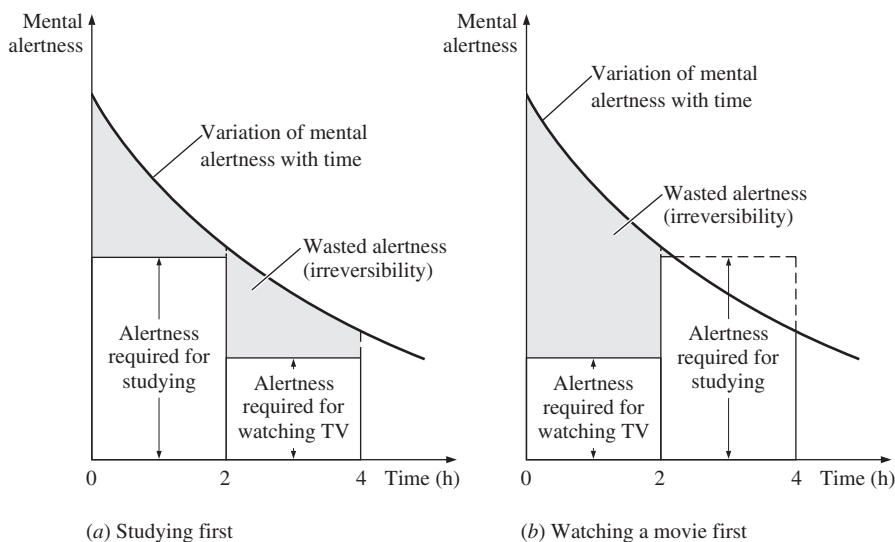 Mental
alertness
Variation of mental
alertness with time
Wasted alertness
(irreversibility)
Alertness
required for
studying
Alertness
required for
watching TV
0
2
4
Time (h)
(a) Studying first
Mental
alertness
Variation of mental
alertness with time
Wasted alertness
(irreversibility)
Alertness
required for
watching TV
Alertness
required for
studying
0
2
4
Time (h)
(b) Watching a movie first